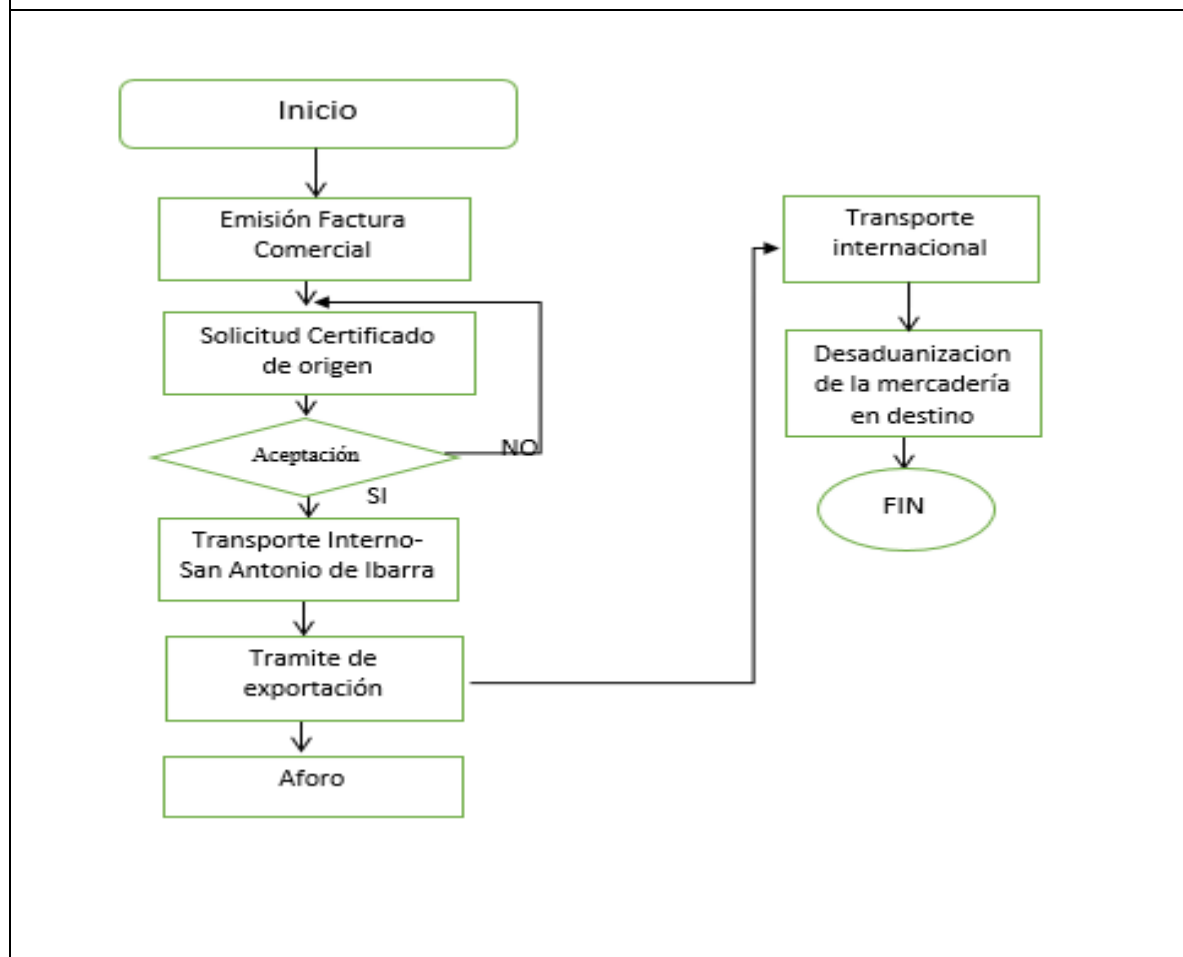 Inicio
Emisión Factura
Comercial
Solicitud Certificado
de origen
Aceptación
NO
SI
Transporte Interno-
San Antonio de Ibarra
Tramite de
exportación
Aforo
Transporte
internacional
Desaduanizacion
de la mercadería
en destino
FIN